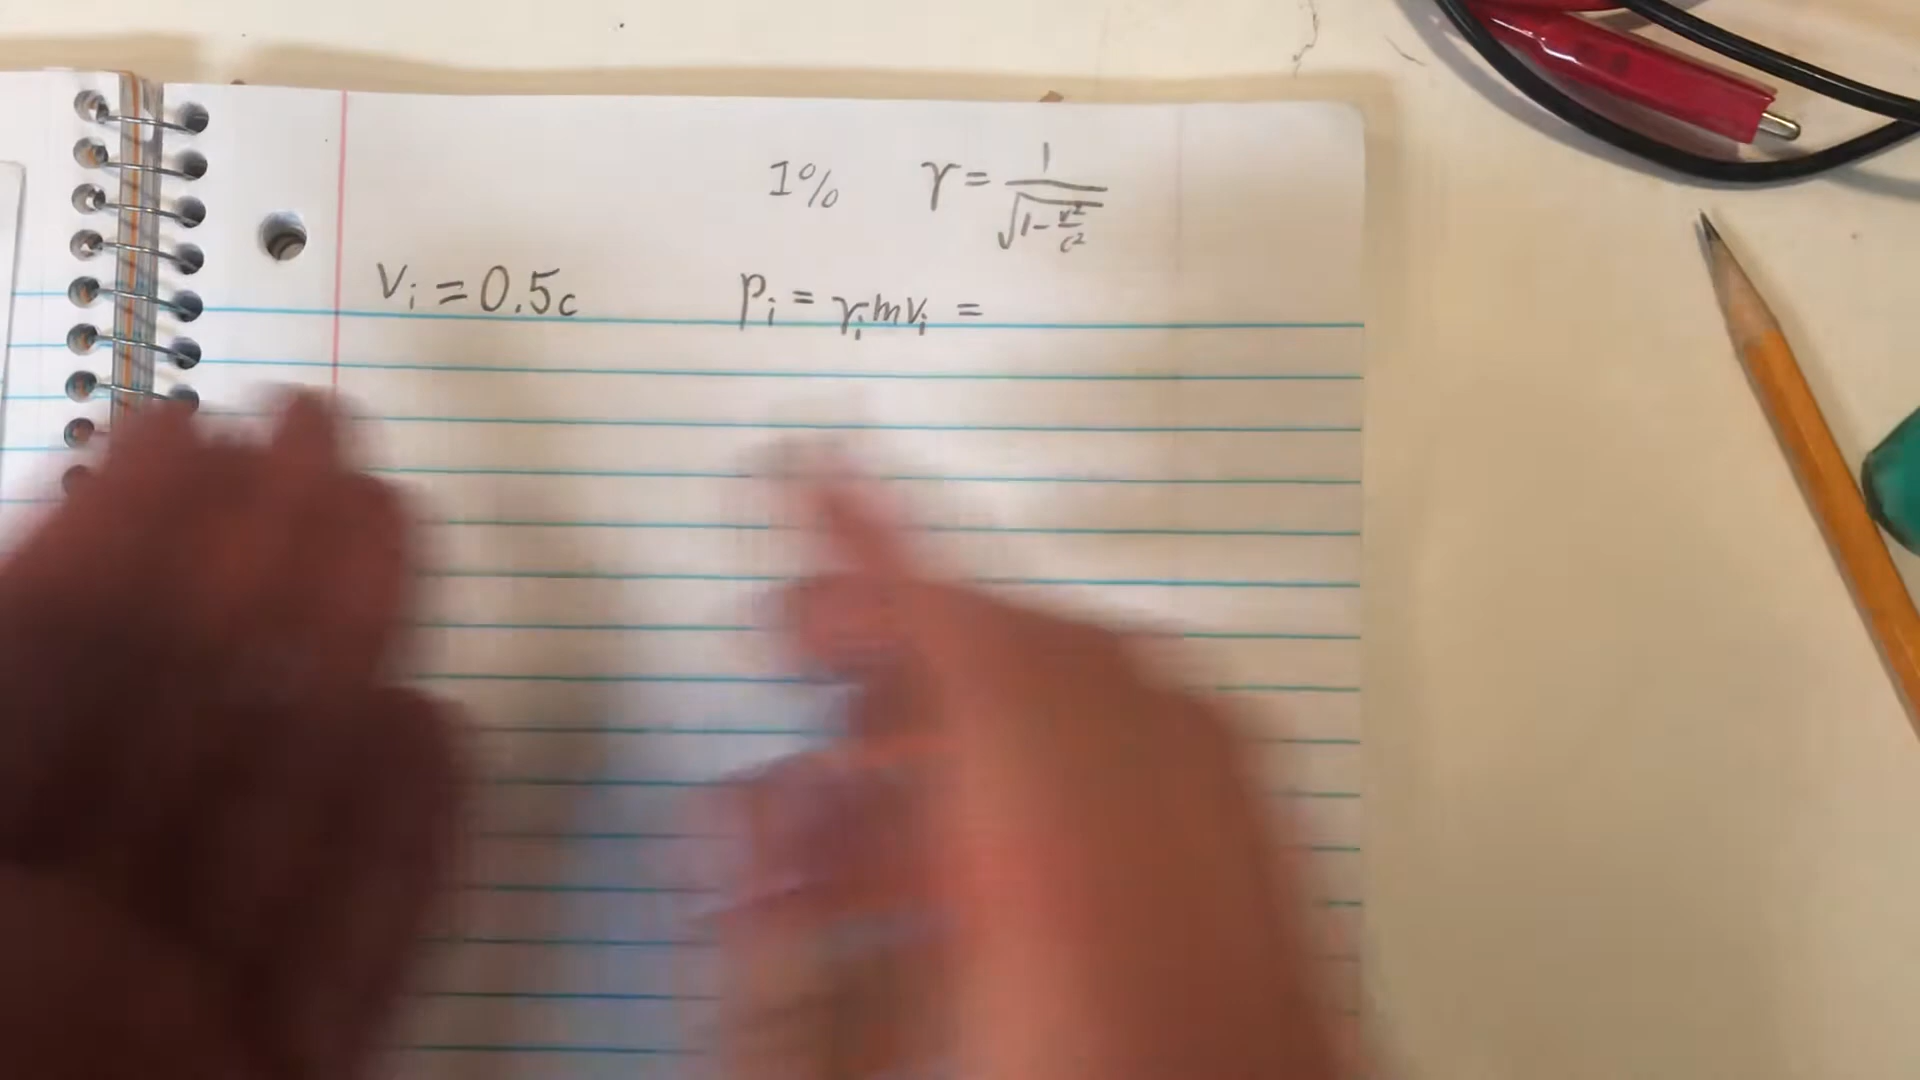 1% γ = 1/√(1 - v²/c²)
vᵢ = 0.5c pᵢ = γᵢmvᵢ =